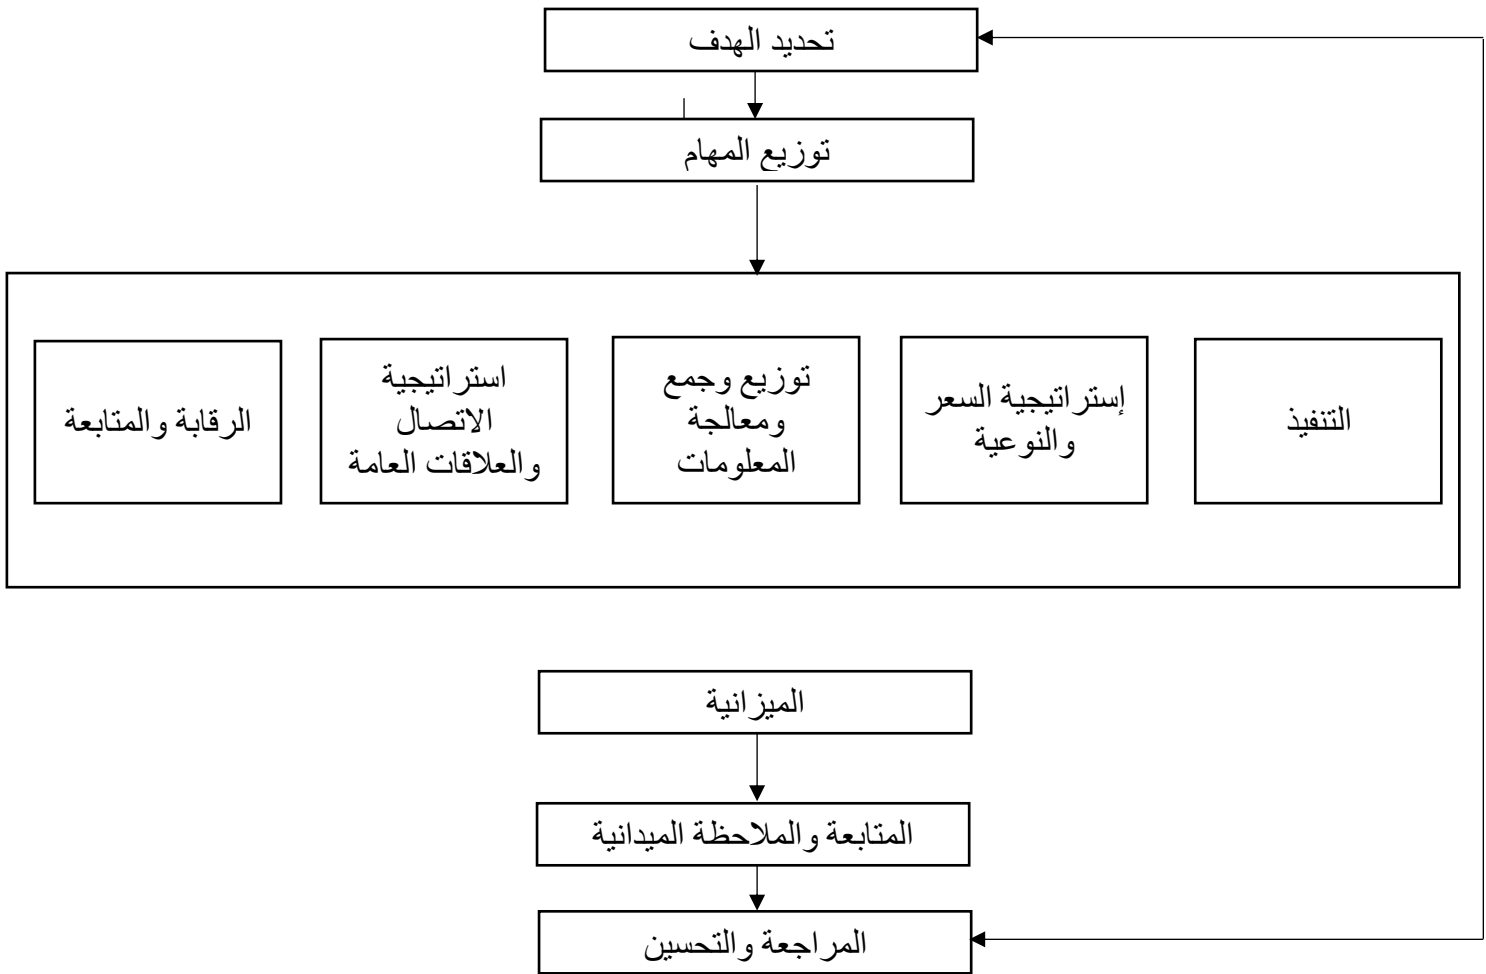 تحديد الهدف
توزيع المهام
التنفيذ
إستراتيجية السعر
والنوعية
توزيع وجمع
ومعالجة
المعلومات
استراتيجية
الاتصال
والعلاقات العامة
الرقابة والمتابعة
الميزانية
المتابعة والملاحظة الميدانية
المراجعة والتحسين